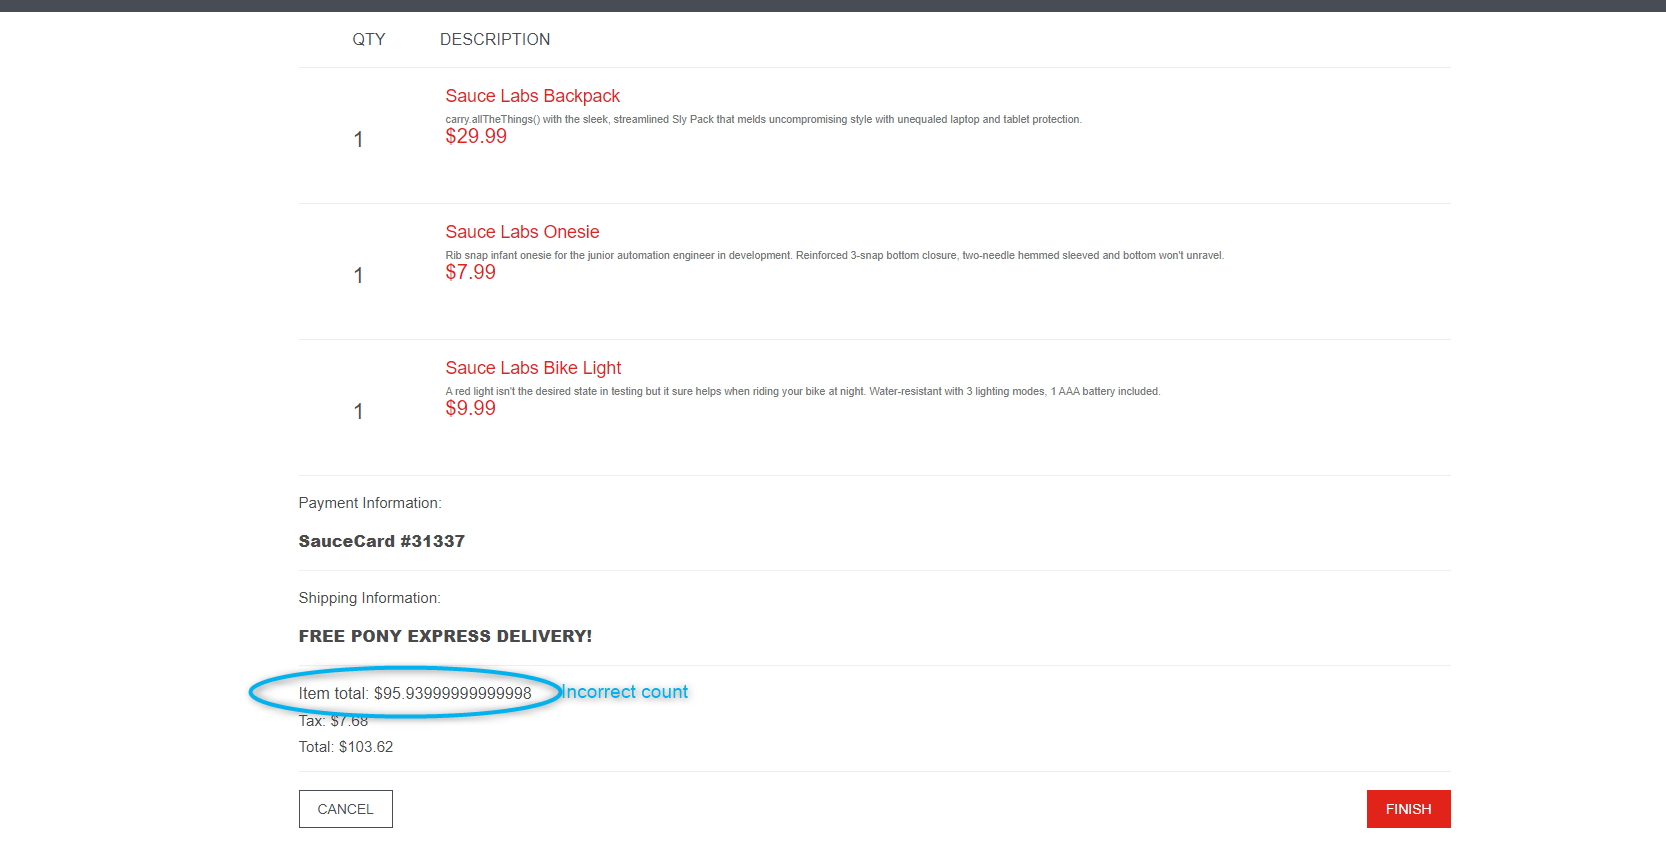 QTY DESCRIPTION
Sauce Labs Backpack
carry.allTheThings() with the sleek, streamlined Sly Pack that melds uncompromising style with unequaled laptop and tablet protection.
1 $29.99
Sauce Labs Onesie
Rib snap infant onesie for the junior automation engineer in development. Reinforced 3-snap bottom closure, two-needle hemmed sleeved and bottom won't unravel.
1 $7.99
Sauce Labs Bike Light
A red light isn't the desired state in testing but it sure helps when riding your bike at night. Water-resistant with 3 lighting modes, 1 AAA battery included.
1 $9.99
Payment Information:
SauceCard #31337
Shipping Information:
FREE PONY EXPRESS DELIVERY!
Item total: $95.93999999999998 Incorrect count
Tax: $7.68
Total: $103.62
CANCEL FINISH